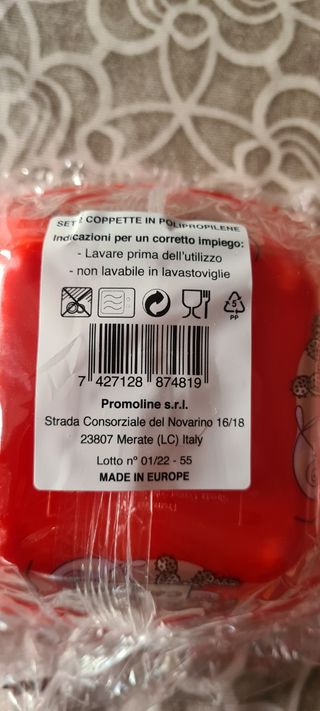 SET 2 COPPETTE IN POLIPROPILENE
Indicazioni per un corretto impiego:
- Lavare prima dell'utilizzo
- non lavabile in lavastoviglie
5
PP
7 427128 874819
Promoline s.r.l.
Strada Consorziale del Novarino 16/18
23807 Merate (LC) Italy
Lotto n° 01/22 - 55
MADE IN EUROPE